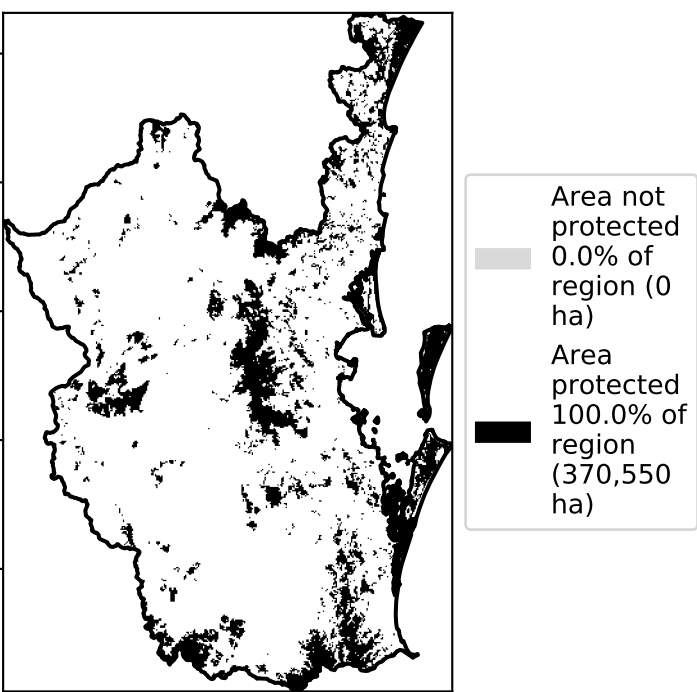 Area not
protected
0.0% of
region (0
ha)
Area
protected
100.0% of
region
(370,550
ha)